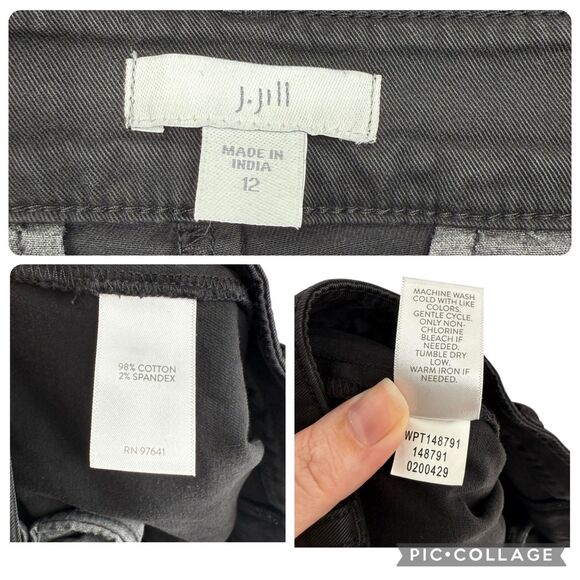 J.Jill
MADE IN
INDIA
12
98% COTTON
2% SPANDEX
RN 97641
MACHINE WASH
COLD WITH LIKE
COLORS,
GENTLE CYCLE.
ONLY NON-
CHLORINE
BLEACH IF
NEEDED.
TUMBLE DRY
LOW.
WARM IRON IF
NEEDED.
WPT148791
148791
0200429
PIC•COLLAGE